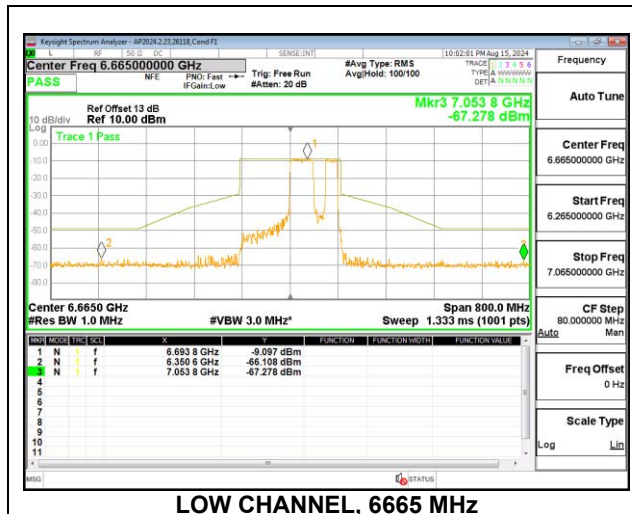 Keysight Spectrum Analyzer - AP2024.2.23,26118,Cond F1
L RF 50 Ω DC SENSE:INT 10:02:01 PM Aug 15, 2024
Center Freq 6.665000000 GHz
PASS
NFE PNO: Fast IFGain:Low
Trig: Free Run
#Atten: 20 dB
#Avg Type: RMS
Avg|Hold: 100/100
TRACE 1 2 3 4 5 6
TYPE A WWWWW
DET A NNNNN
Ref Offset 13 dB
10 dB/div Ref 10.00 dBm
Mkr3 7.053 8 GHz
-67.278 dBm
Log
Trace 1 Pass
0.00
-10.0
-20.0
-30.0
-40.0
-50.0
-60.0
-70.0
-80.0
1
2
3
Center 6.6650 GHz Span 800.0 MHz
#Res BW 1.0 MHz #VBW 3.0 MHz* Sweep 1.333 ms (1001 pts)
MKR MODE TRC SCL X Y FUNCTION FUNCTION WIDTH FUNCTION VALUE
1 N 1 f 6.693 8 GHz -9.097 dBm
2 N 1 f 6.350 6 GHz -66.108 dBm
3 N 1 f 7.053 8 GHz -67.278 dBm
4
5
6
7
8
9
10
11
MSG STATUS
Frequency
Auto Tune
Center Freq
6.665000000 GHz
Start Freq
6.265000000 GHz
Stop Freq
7.065000000 GHz
CF Step
80.000000 MHz
Auto Man
Freq Offset
0 Hz
Scale Type
Log Lin
LOW CHANNEL, 6665 MHz